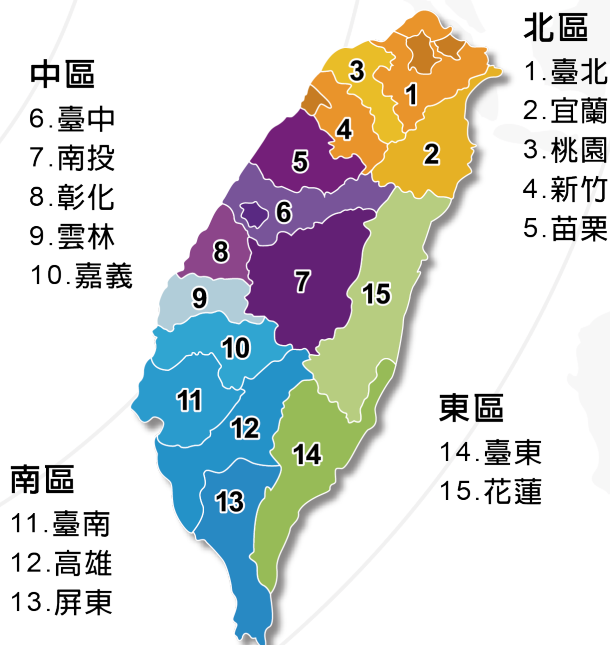 北區
1.臺北
2.宜蘭
3.桃園
4.新竹
5.苗栗
中區
6.臺中
7.南投
8.彰化
9.雲林
10.嘉義
南區
11.臺南
12.高雄
13.屏東
東區
14.臺東
15.花蓮
3
1
4
2
5
6
8
7
15
9
10
11
12
14
13